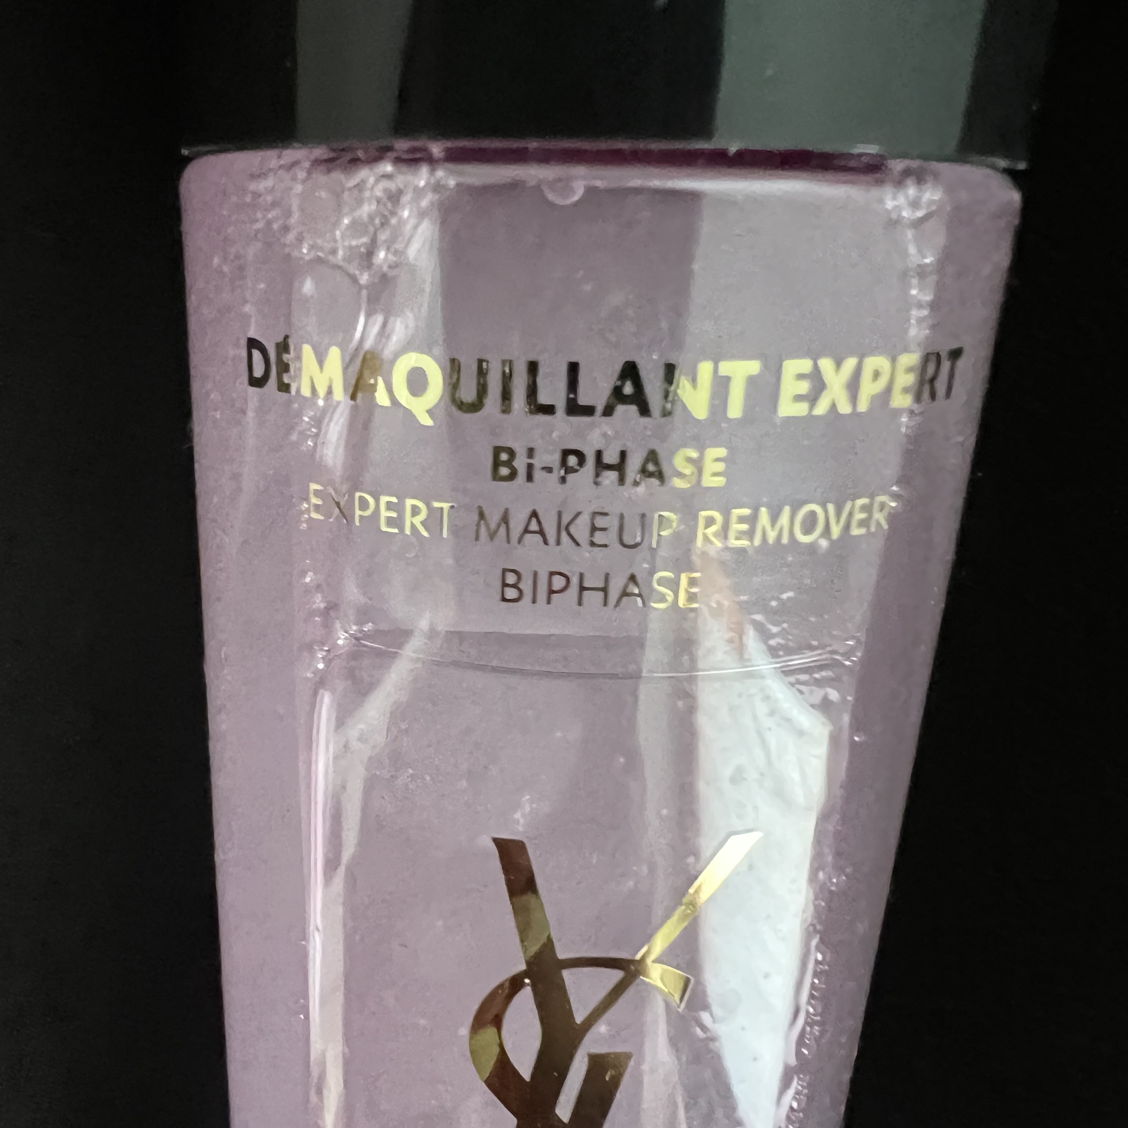 DÉMAQUILLANT EXPERT
Bi-PHASE
EXPERT MAKEUP REMOVER
BIPHASE
YSL